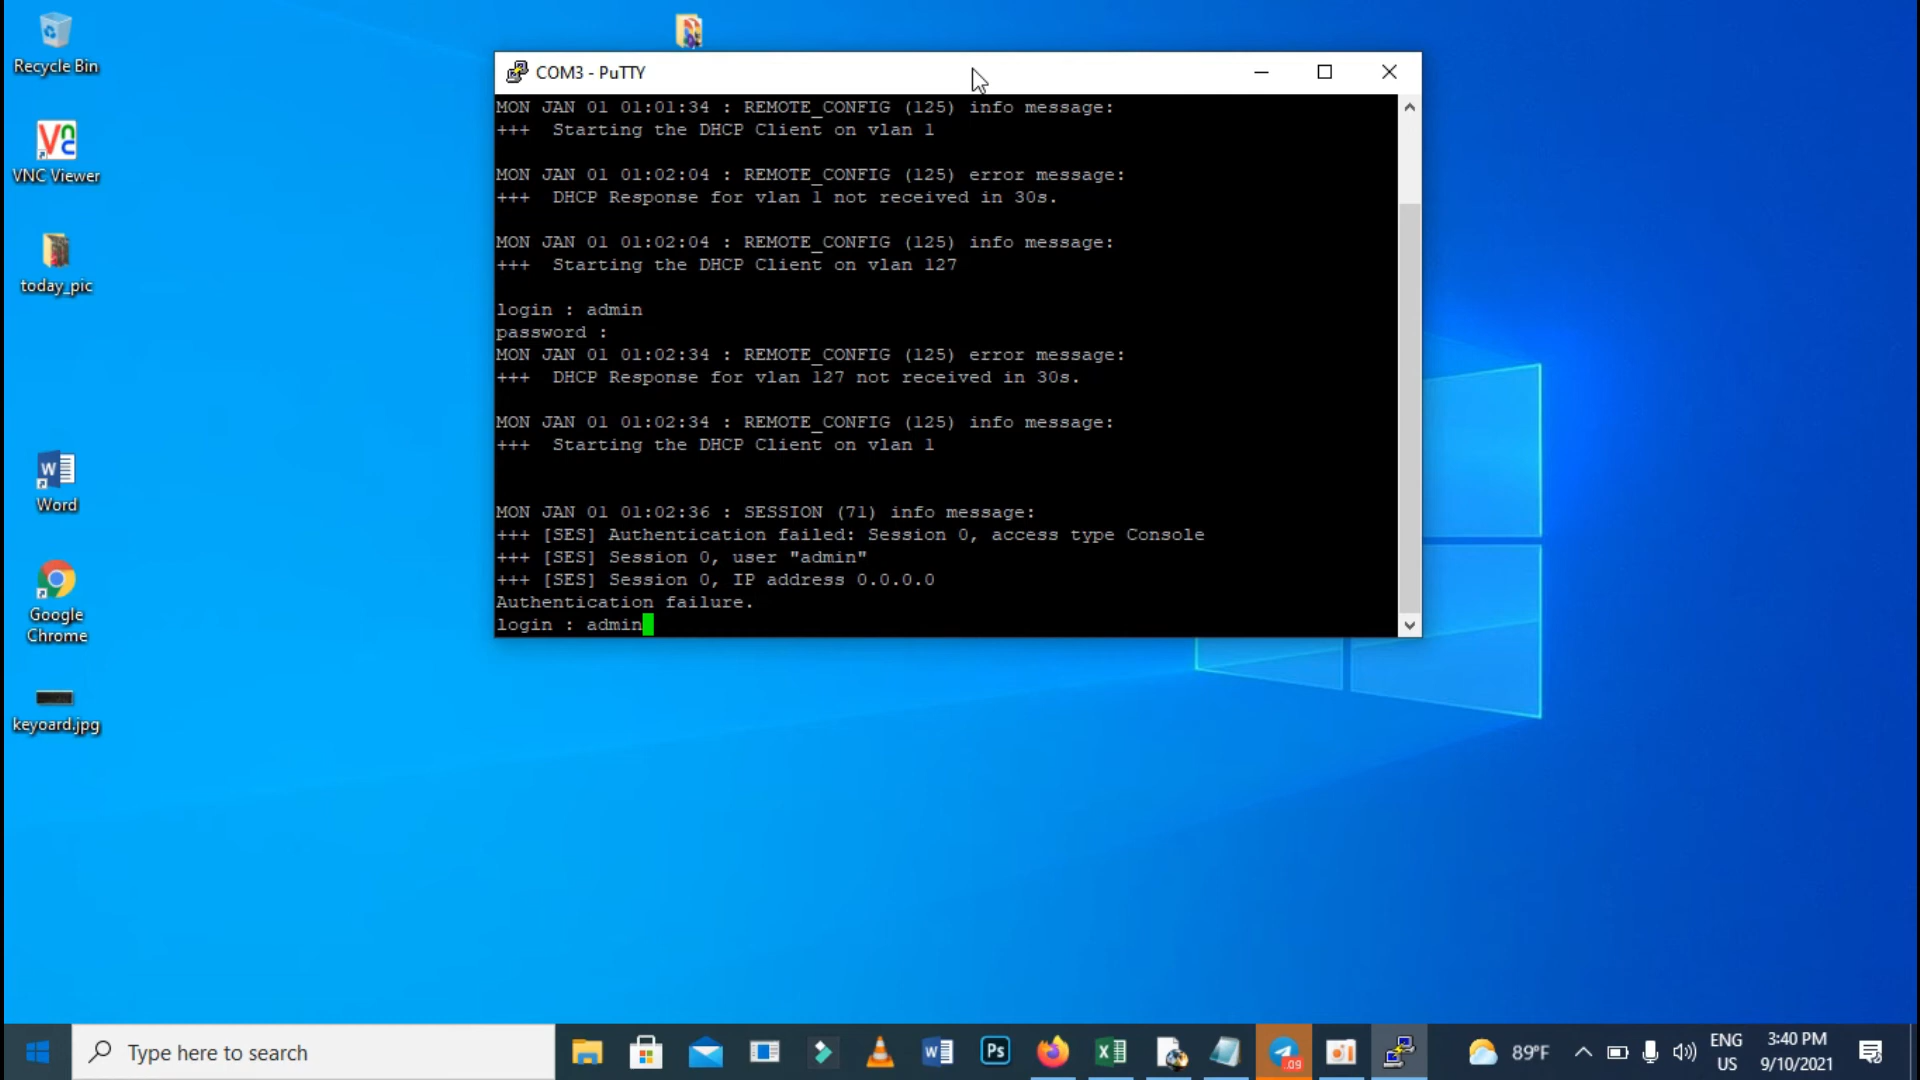 Recycle Bin
VNC Viewer
today_pic
Word
Google
Chrome
keyoard.jpg
COM3 - PuTTY
MON JAN 01 01:01:34 : REMOTE_CONFIG (125) info message:
+++  Starting the DHCP Client on vlan 1
MON JAN 01 01:02:04 : REMOTE_CONFIG (125) error message:
+++  DHCP Response for vlan 1 not received in 30s.
MON JAN 01 01:02:04 : REMOTE_CONFIG (125) info message:
+++  Starting the DHCP Client on vlan 127
login : admin
password :
MON JAN 01 01:02:34 : REMOTE_CONFIG (125) error message:
+++  DHCP Response for vlan 127 not received in 30s.
MON JAN 01 01:02:34 : REMOTE_CONFIG (125) info message:
+++  Starting the DHCP Client on vlan 1
MON JAN 01 01:02:36 : SESSION (71) info message:
+++ [SES] Authentication failed: Session 0, access type Console
+++ [SES] Session 0, user "admin"
+++ [SES] Session 0, IP address 0.0.0.0
Authentication failure.
login : admin
Type here to search
Ps
.09
89°F
ENG
US
3:40 PM
9/10/2021